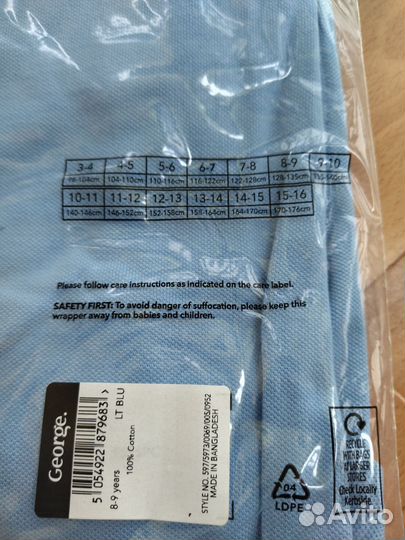 3-4 4-5 5-6 6-7 7-8 8-9 9-10
98-104cm 104-110cm 110-116cm 116-122cm 122-128cm 128-135cm 135-140cm
10-11 11-12 12-13 13-14 14-15 15-16
140-146cm 146-152cm 152-158cm 158-164cm 164-170cm 170-176cm
Please follow care instructions as indicated on the care label.
SAFETY FIRST: To avoid danger of suffocation, please keep this
wrapper away from babies and children.
George.
5 054922 879683 >
LT BLU
8-9 years
100% Cotton
STYLE NO. 597/5973/0069/005/0952
MADE IN BANGLADESH
04
LDPE
RECYCLE
WITH BAGS
AT LARGER
STORES
Check Locally
Kerbside
Avito